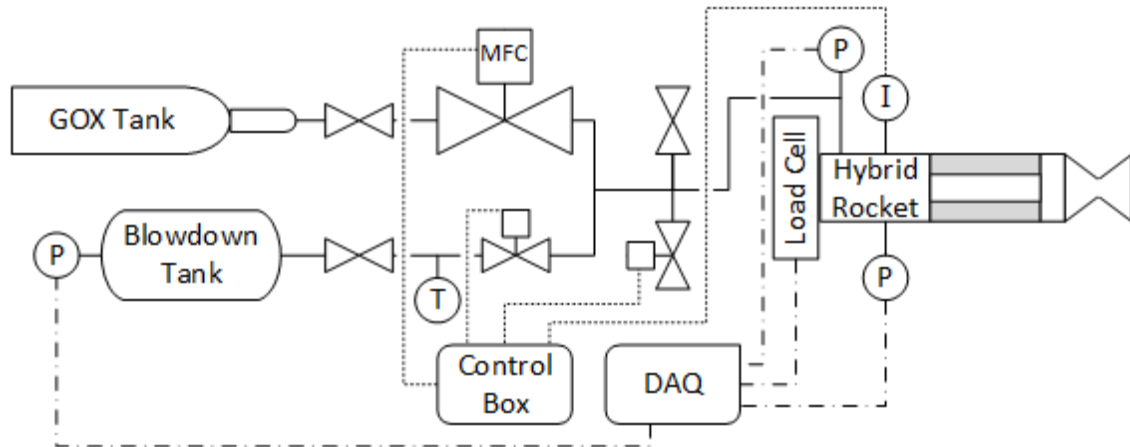 MFC
P
GOX Tank
I
Load Cell
Hybrid
Rocket
Blowdown
Tank
P
T
P
Control
Box
DAQ